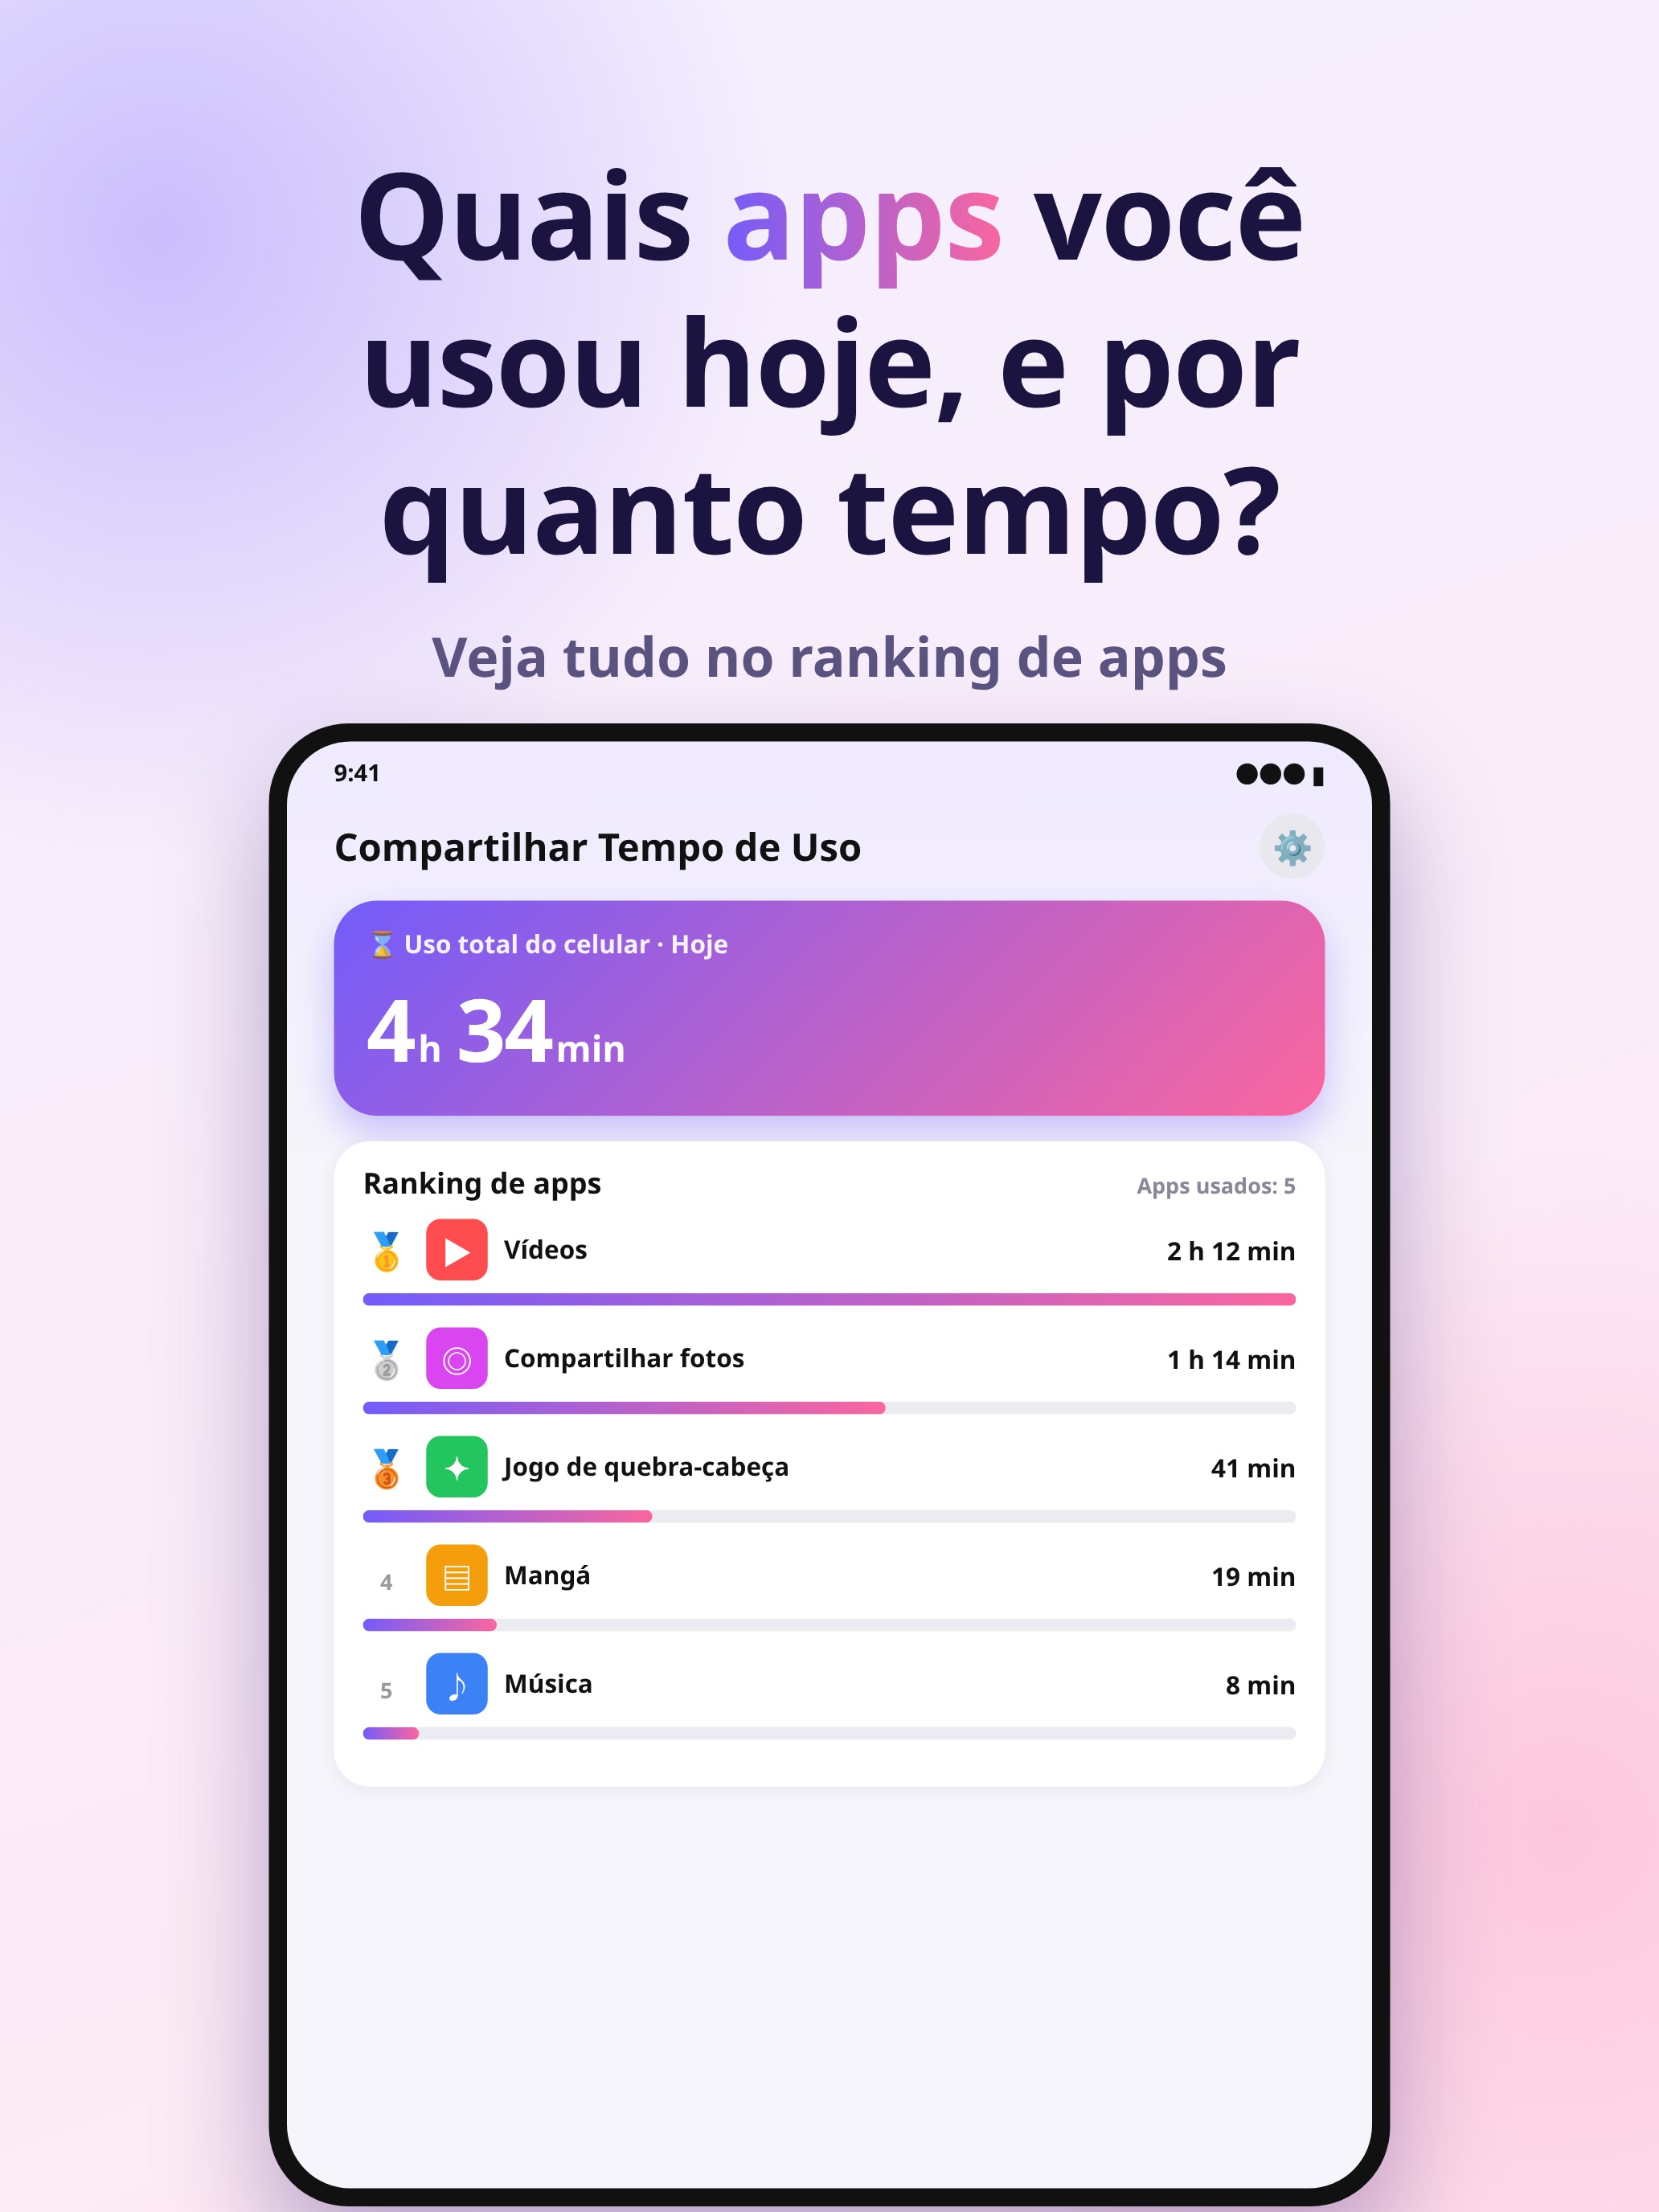 Quais apps você
usou hoje, e por
quanto tempo?
Veja tudo no ranking de apps
9:41
Compartilhar Tempo de Uso
Uso total do celular · Hoje
4h 34min
Ranking de apps
Apps usados: 5
Vídeos
2 h 12 min
Compartilhar fotos
1 h 14 min
Jogo de quebra-cabeça
41 min
4
Mangá
19 min
5
Música
8 min